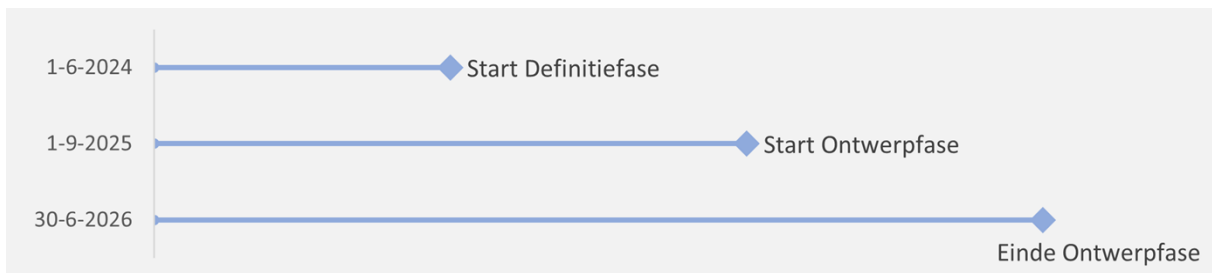 1-6-2024 Start Definitiefase
1-9-2025 Start Ontwerpfase
30-6-2026
Einde Ontwerpfase